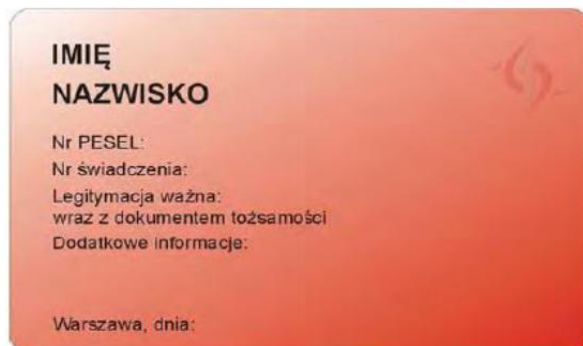 IMIĘ
NAZWISKO
Nr PESEL:
Nr świadczenia:
Legitymacja ważna:
wraz z dokumentem tożsamości
Dodatkowe informacje:
Warszawa, dnia: